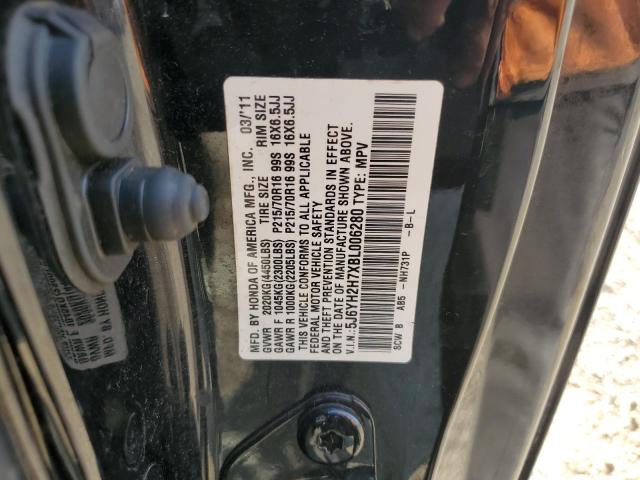 MFD. BY HONDA OF AMERICA MFG., INC. 03/'11
TIRE SIZE RIM SIZE
GVWR 2020KG(4450LBS)
GAWR F 1045KG(2305LBS) P215/70R16 99S 16X6.5JJ
GAWR R 1000KG(2205LBS) P215/70R16 99S 16X6.5JJ
THIS VEHICLE CONFORMS TO ALL APPLICABLE
FEDERAL MOTOR VEHICLE SAFETY
AND THEFT PREVENTION STANDARDS IN EFFECT
ON THE DATE OF MANUFACTURE SHOWN ABOVE.
V.I.N.:5J6YH2H7XBL006280 TYPE: MPV
SCW B AB5 -NH731P -B-L